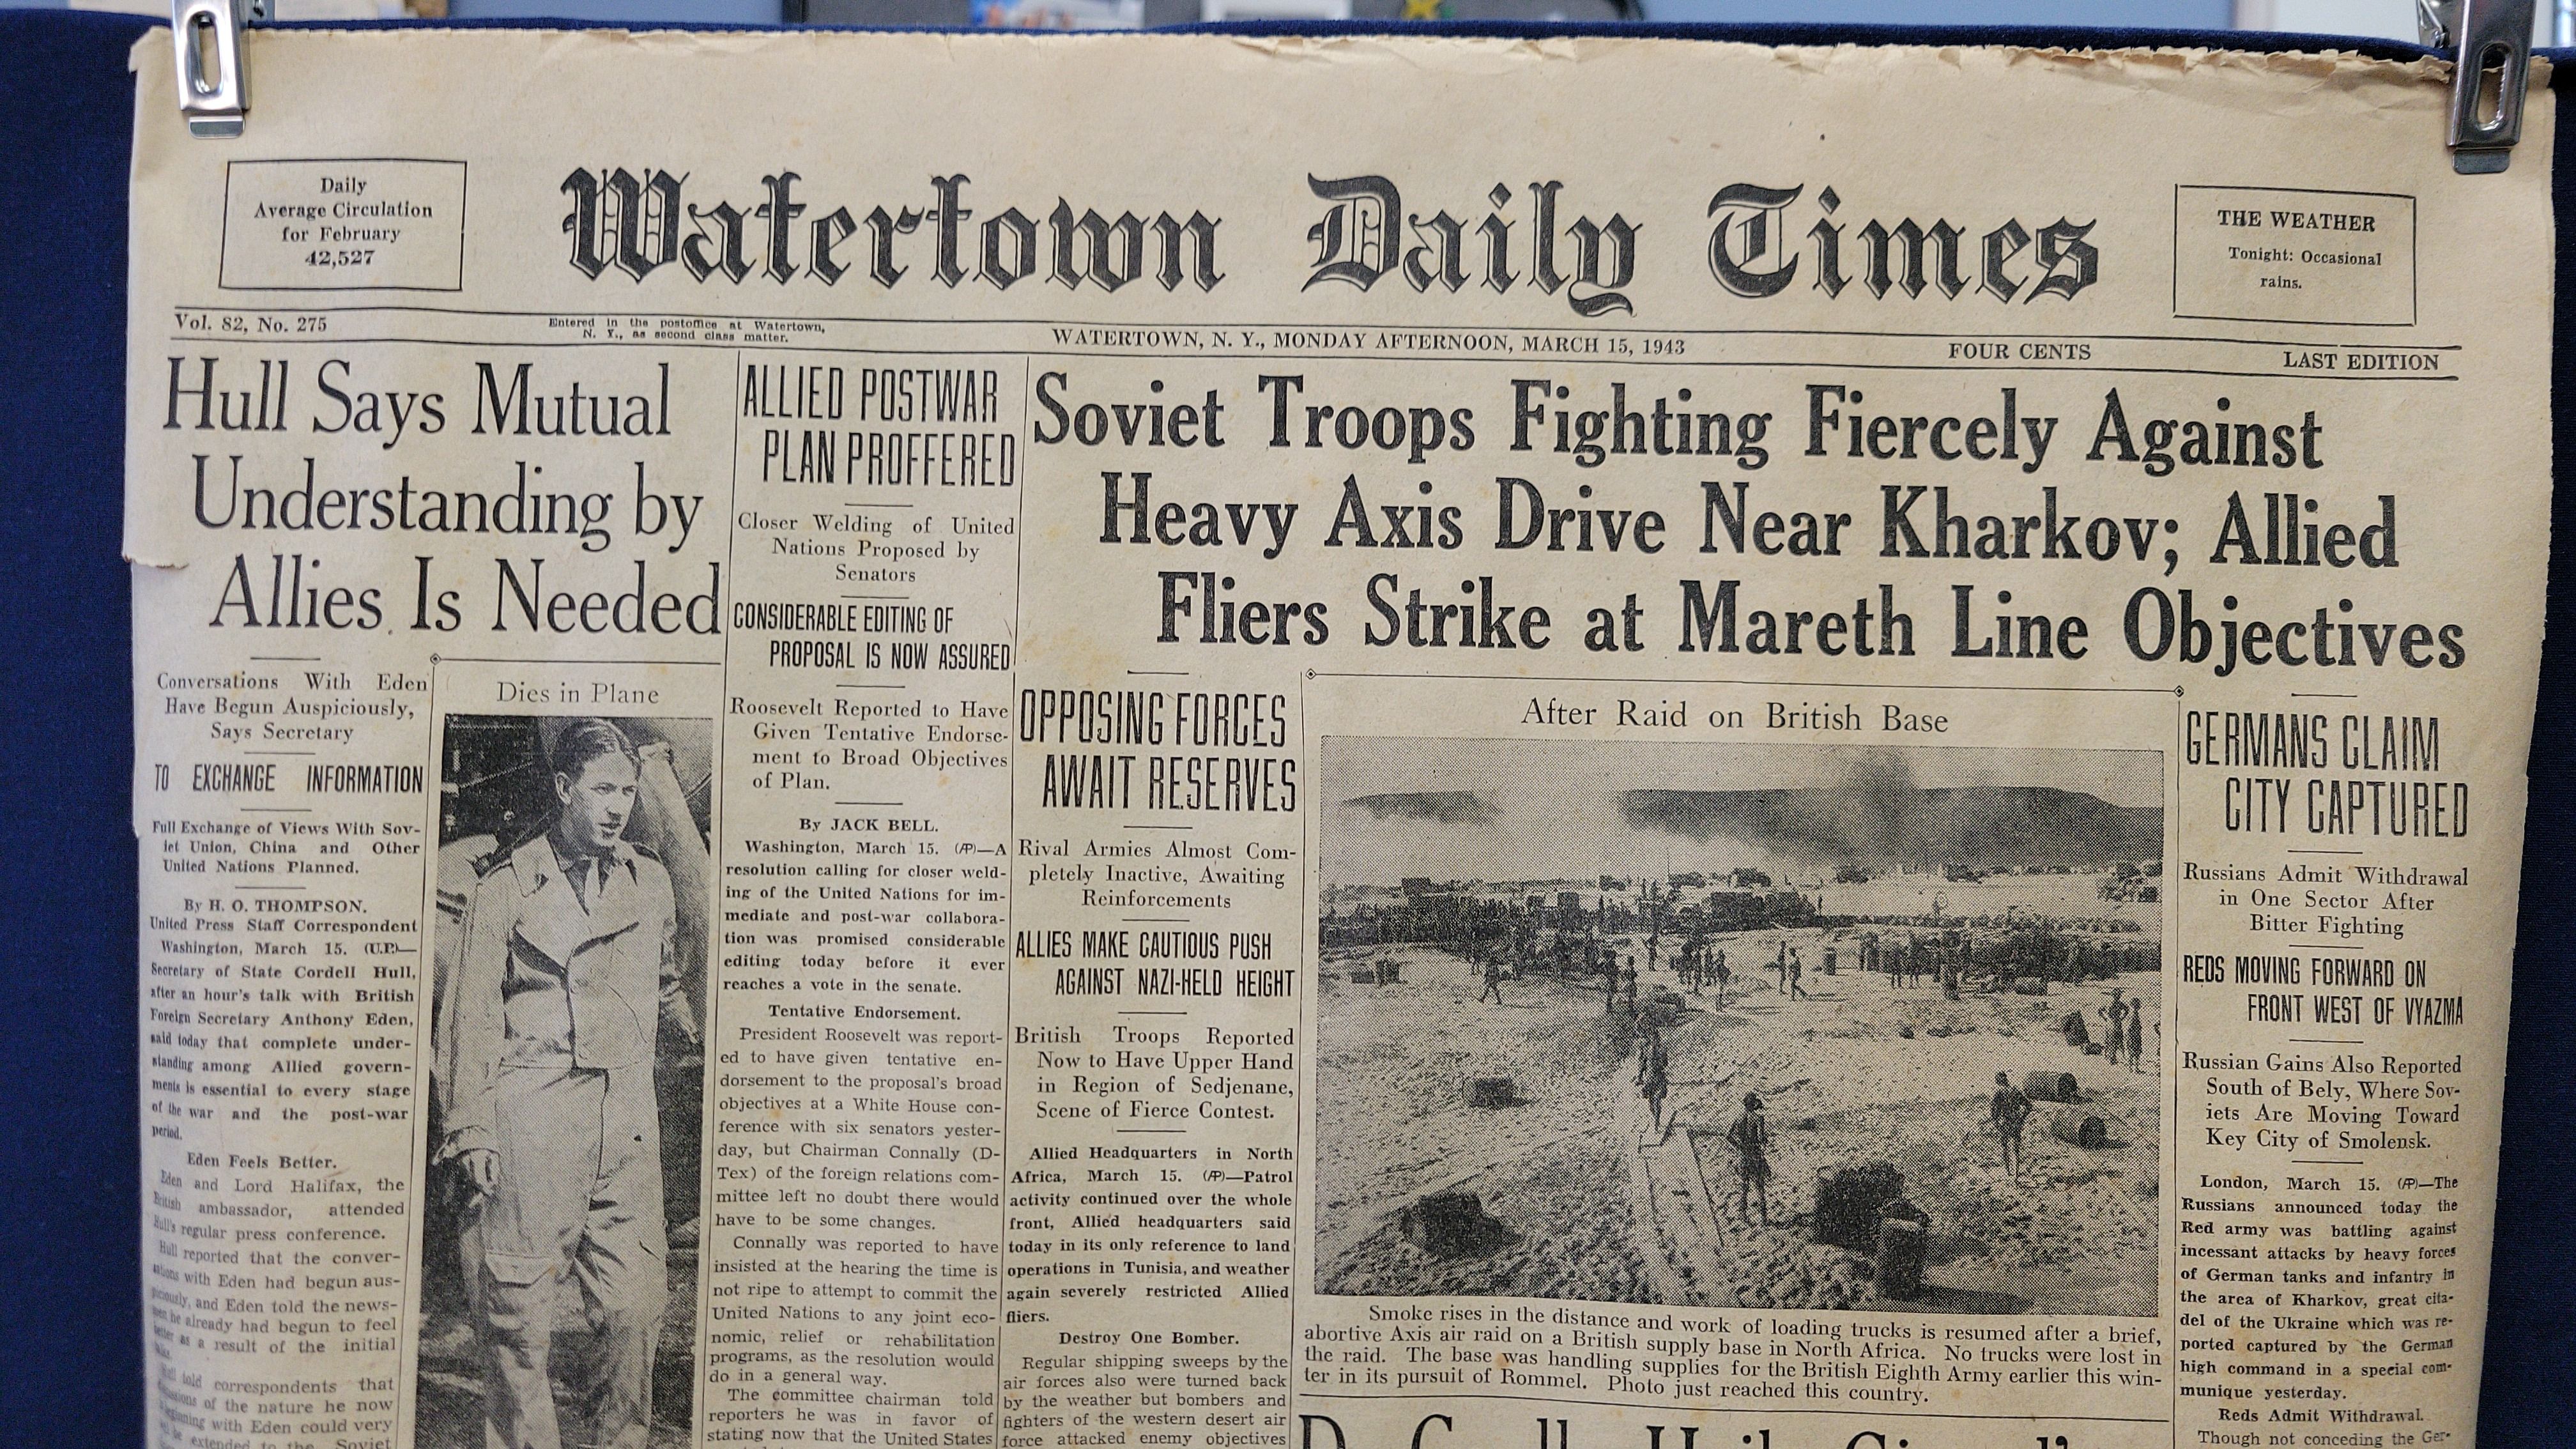 Daily
Average Circulation
for February
42,527
Watertown Daily Times
THE WEATHER
Tonight: Occasional
rains.
Vol. 82, No. 275
Entered in the postoffice at Watertown,
N. Y., as second class matter.
WATERTOWN, N. Y., MONDAY AFTERNOON, MARCH 15, 1943
FOUR CENTS
LAST EDITION
Hull Says Mutual
Understanding by
Allies Is Needed
Conversations With Eden
Have Begun Auspiciously,
Says Secretary
TO EXCHANGE INFORMATION
Full Exchange of Views With Sov-
iet Union, China and Other
United Nations Planned.
By H. O. THOMPSON.
United Press Staff Correspondent
Washington, March 15. (U.P.)—
Secretary of State Cordell Hull,
after an hour's talk with British
Foreign Secretary Anthony Eden,
said today that complete under-
standing among Allied govern-
ments is essential to every stage
of the war and the post-war
period.
Eden Feels Better.
Eden and Lord Halifax, the
British ambassador, attended
Hull's regular press conference.
Hull reported that the conver-
sations with Eden had begun aus-
piciously, and Eden told the news-
men he already had begun to feel
better as a result of the initial
told correspondents that
of the nature he now
beginning with Eden could very
be extended to the Soviet
Dies in Plane
ALLIED POSTWAR
PLAN PROFFERED
Closer Welding of United
Nations Proposed by
Senators
CONSIDERABLE EDITING OF
PROPOSAL IS NOW ASSURED
Roosevelt Reported to Have
Given Tentative Endorse-
ment to Broad Objectives
of Plan.
By JACK BELL.
Washington, March 15. (AP)—A
resolution calling for closer weld-
ing of the United Nations for im-
mediate and post-war collabora-
tion was promised considerable
editing today before it ever
reaches a vote in the senate.
Tentative Endorsement.
President Roosevelt was report-
ed to have given tentative en-
dorsement to the proposal's broad
objectives at a White House con-
ference with six senators yester-
day, but Chairman Connally (D-
Tex) of the foreign relations com-
mittee left no doubt there would
have to be some changes.
Connally was reported to have
insisted at the hearing the time is
not ripe to attempt to commit the
United Nations to any joint eco-
nomic, relief or rehabilitation
programs, as the resolution would
do in a general way.
The committee chairman told
reporters he was in favor of
stating now that the United States
Soviet Troops Fighting Fiercely Against
Heavy Axis Drive Near Kharkov; Allied
Fliers Strike at Mareth Line Objectives
OPPOSING FORCES
AWAIT RESERVES
Rival Armies Almost Com-
pletely Inactive, Awaiting
Reinforcements
ALLIES MAKE CAUTIOUS PUSH
AGAINST NAZI-HELD HEIGHT
British Troops Reported
Now to Have Upper Hand
in Region of Sedjenane,
Scene of Fierce Contest.
Allied Headquarters in North
Africa, March 15. (AP)—Patrol
activity continued over the whole
front, Allied headquarters said
today in its only reference to land
operations in Tunisia, and weather
again severely restricted Allied
fliers.
Destroy One Bomber.
Regular shipping sweeps by the
air forces also were turned back
by the weather but bombers and
fighters of the western desert air
force attacked enemy objectives
After Raid on British Base
Smoke rises in the distance and work of loading trucks is resumed after a brief,
abortive Axis air raid on a British supply base in North Africa. No trucks were lost in
the raid. The base was handling supplies for the British Eighth Army earlier this win-
ter in its pursuit of Rommel. Photo just reached this country.
GERMANS CLAIM
CITY CAPTURED
Russians Admit Withdrawal
in One Sector After
Bitter Fighting
REDS MOVING FORWARD ON
FRONT WEST OF VYAZMA
Russian Gains Also Reported
South of Bely, Where Sov-
iets Are Moving Toward
Key City of Smolensk.
London, March 15. (AP)—The
Russians announced today the
Red army was battling against
incessant attacks by heavy forces
of German tanks and infantry in
the area of Kharkov, great cita-
del of the Ukraine which was re-
ported captured by the German
high command in a special com-
munique yesterday.
Reds Admit Withdrawal.
Though not conceding the Ger-